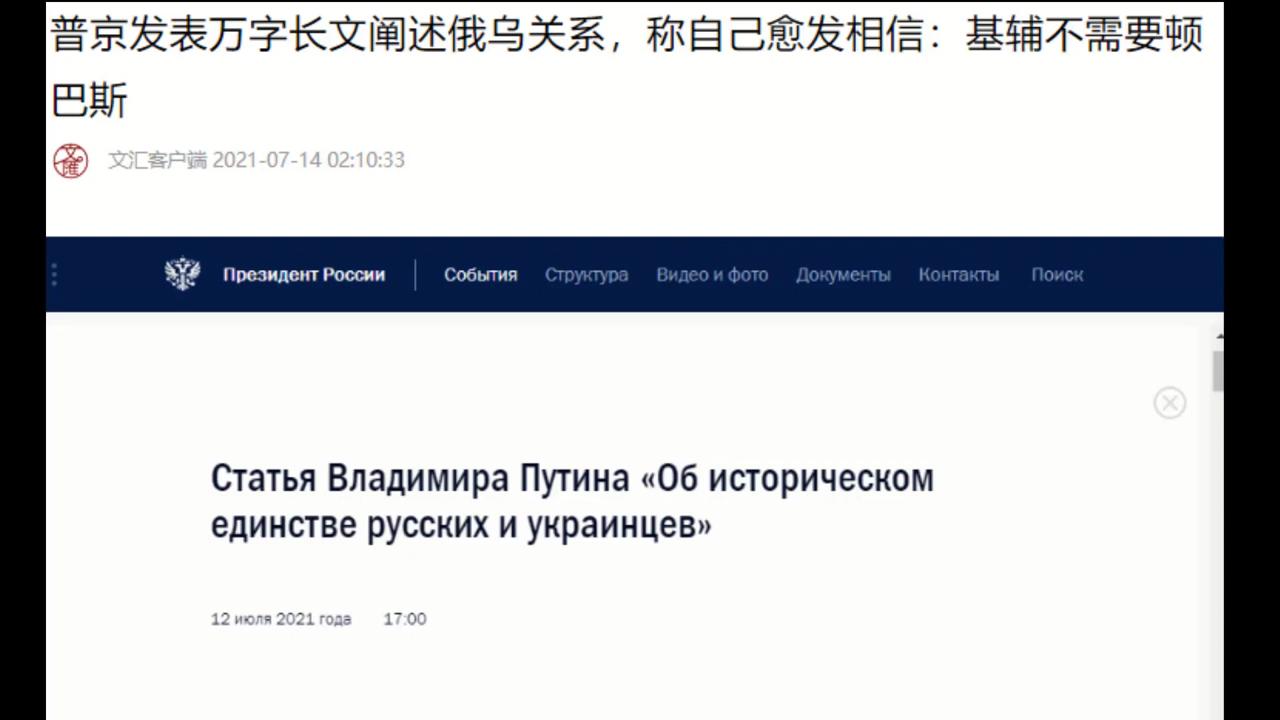 普京发表万字长文阐述俄乌关系，称自己愈发相信：基辅不需要顿
巴斯
文汇
文汇客户端 2021-07-14 02:10:33
Президент России События Структура Видео и фото Документы Контакты Поиск
Статья Владимира Путина «Об историческом
единстве русских и украинцев»
12 июля 2021 года 17:00